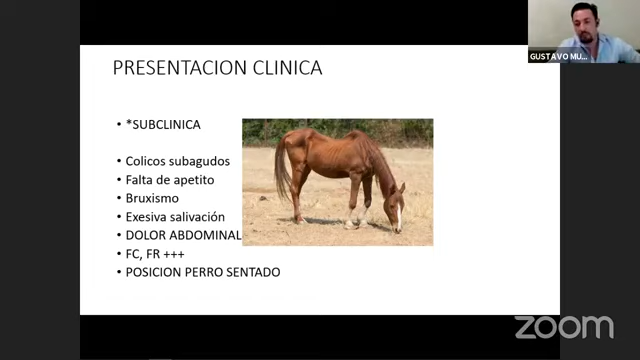 PRESENTACION CLINICA
• *SUBCLINICA
• Colicos subagudos
• Falta de apetito
• Bruxismo
• Exesiva salivación
• DOLOR ABDOMINAL
• FC, FR +++
• POSICION PERRO SENTADO
GUSTAVO MU...
zoom